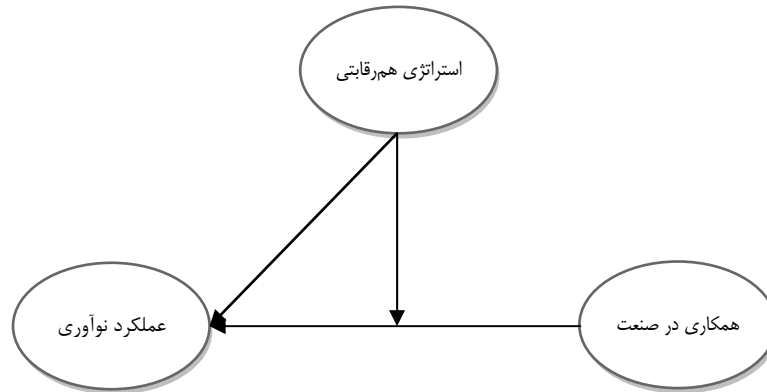 استراتژی هم‌رقابتی
همکاری در صنعت
عملکرد نوآوری